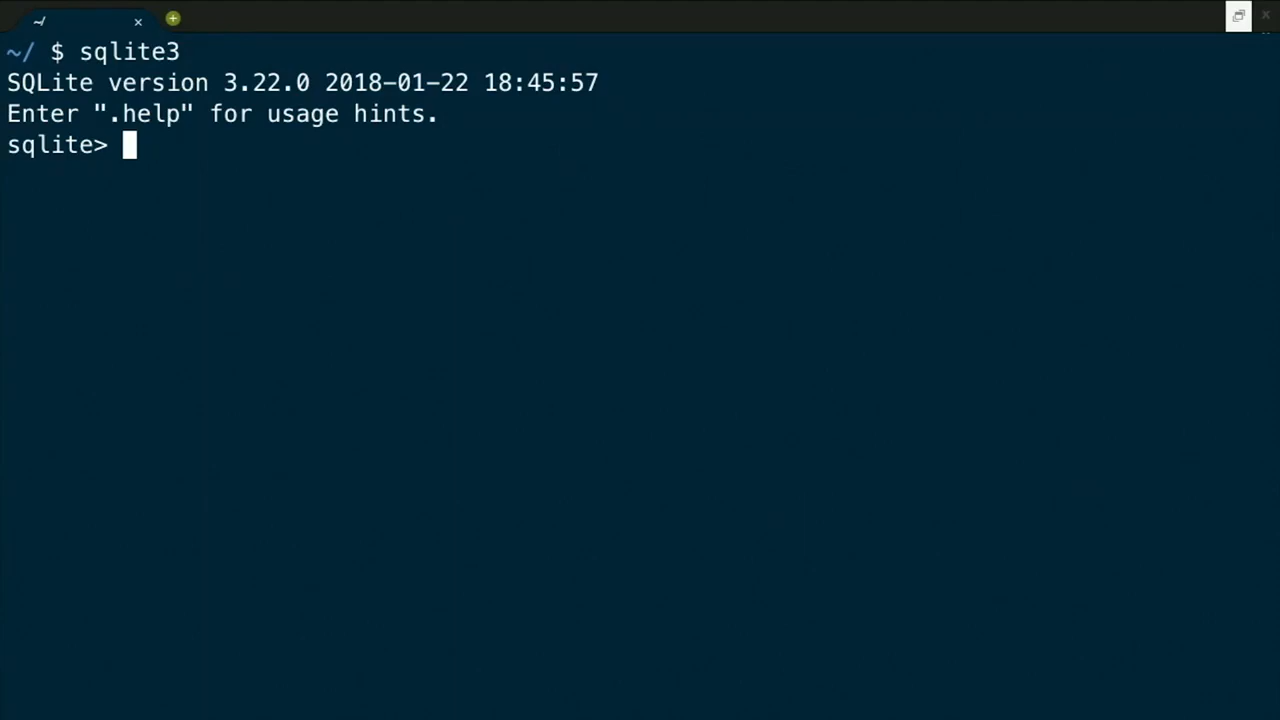 ~/
~/ $ sqlite3
SQLite version 3.22.0 2018-01-22 18:45:57
Enter ".help" for usage hints.
sqlite>